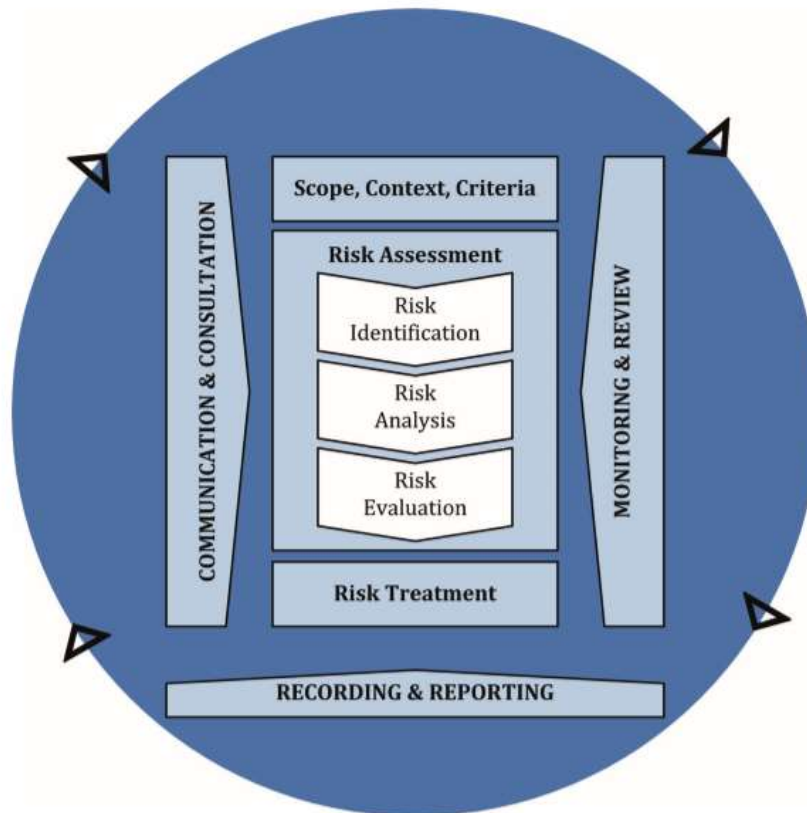 Scope, Context, Criteria
COMMUNICATION & CONSULTATION
Risk Assessment
Risk
Identification
Risk
Analysis
Risk
Evaluation
MONITORING & REVIEW
Risk Treatment
RECORDING & REPORTING